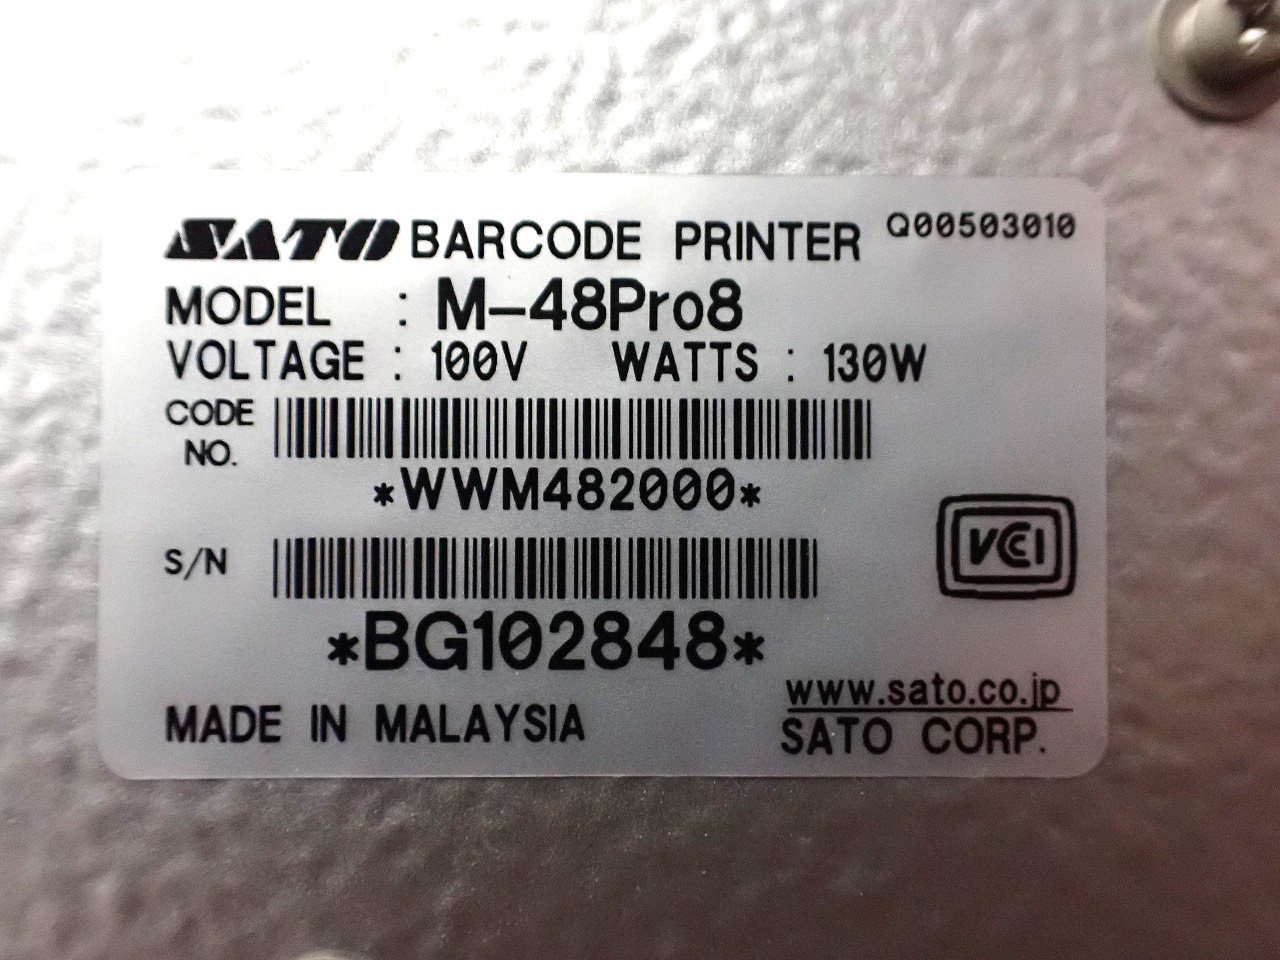 SATO BARCODE PRINTER Q00503010
MODEL : M-48Pro8
VOLTAGE : 100V WATTS : 130W
CODE NO.
*WWM482000*
S/N
*BG102848*
VCCI
www.sato.co.jp
MADE IN MALAYSIA
SATO CORP.